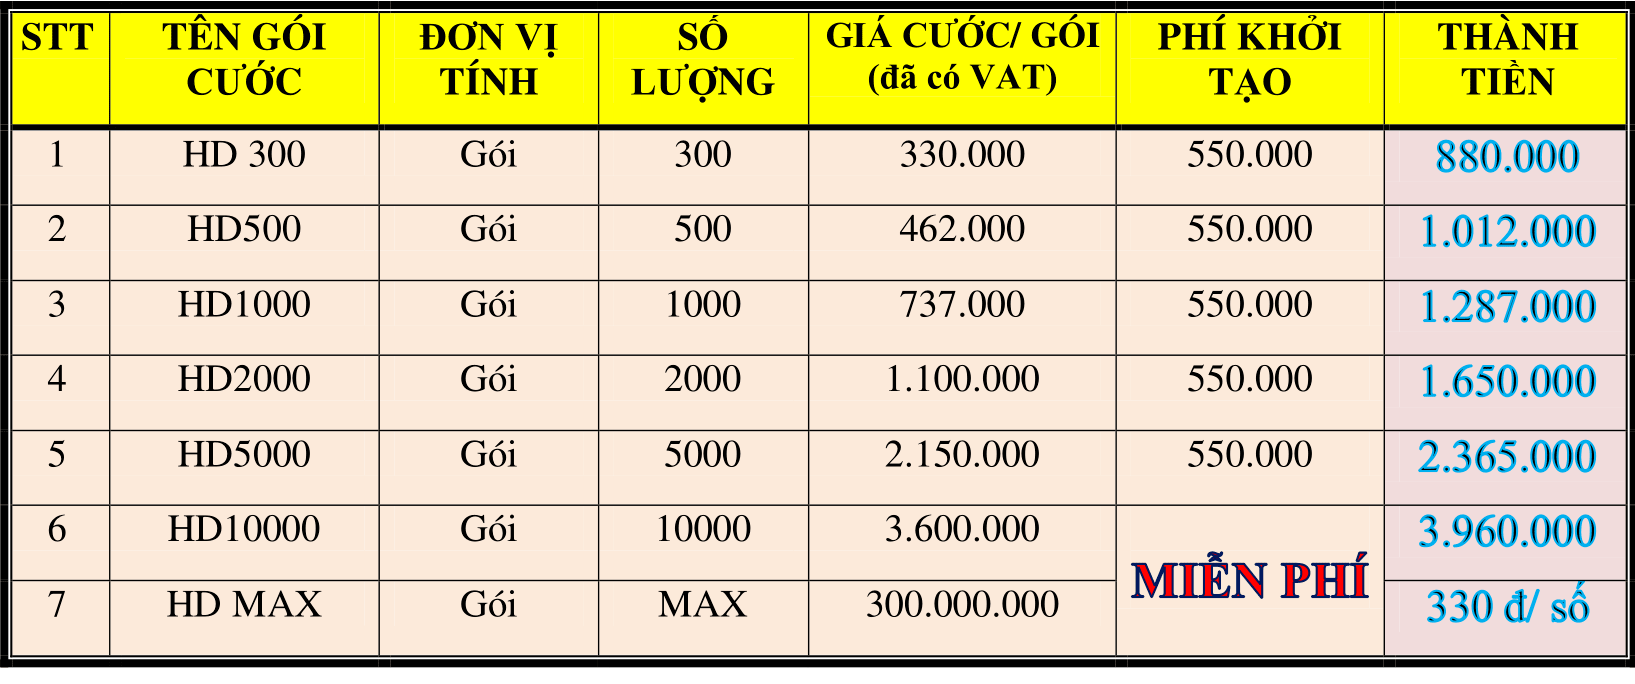 STT TÊN GÓI CƯỚC ĐƠN VỊ TÍNH SỐ LƯỢNG GIÁ CƯỚC/ GÓI (đã có VAT) PHÍ KHỞI TẠO THÀNH TIỀN
1 HD 300 Gói 300 330.000 550.000 880.000
2 HD500 Gói 500 462.000 550.000 1.012.000
3 HD1000 Gói 1000 737.000 550.000 1.287.000
4 HD2000 Gói 2000 1.100.000 550.000 1.650.000
5 HD5000 Gói 5000 2.150.000 550.000 2.365.000
6 HD10000 Gói 10000 3.600.000 MIỄN PHÍ 3.960.000
7 HD MAX Gói MAX 300.000.000 330 đ/ số